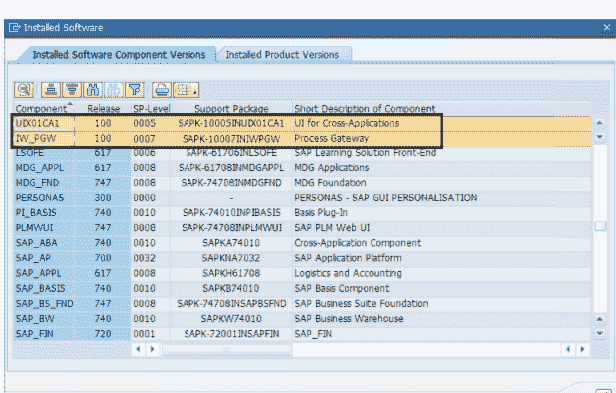 Installed Software
Installed Software Component Versions Installed Product Versions
Component Release SP-Level Support Package Short Description of Component
UIX01CA1 100 0005 SAPK-10005INUIX01CA1 UI for Cross-Applications
IW_PGW 100 0007 SAPK-10007INIWPGW Process Gateway
LSOFE 617 0006 SAPK-61706INLSOFE SAP Learning Solution Front-End
MDG_APPL 617 0008 SAPK-61708INMDGAPPL MDG Applications
MDG_FND 747 0008 SAPK-74708INMDGFND MDG Foundation
PERSONAS 300 0000 - PERSONAS - SAP GUI PERSONALISATION
PI_BASIS 740 0010 SAPK-74010INPIBASIS Basis Plug-In
PLMWUI 747 0008 SAPK-74708INPLMWUI SAP PLM Web UI
SAP_ABA 740 0010 SAPKA74010 Cross-Application Component
SAP_AP 700 0032 SAPKNA7032 SAP Application Platform
SAP_APPL 617 0008 SAPKH61708 Logistics and Accounting
SAP_BASIS 740 0010 SAPKB74010 SAP Basis Component
SAP_BS_FND 747 0008 SAPK-74708INSAPBSFND SAP Business Suite Foundation
SAP_BW 740 0010 SAPKW74010 SAP Business Warehouse
SAP_FIN 720 0001 SAPK-72001INSAPFIN SAP_FIN